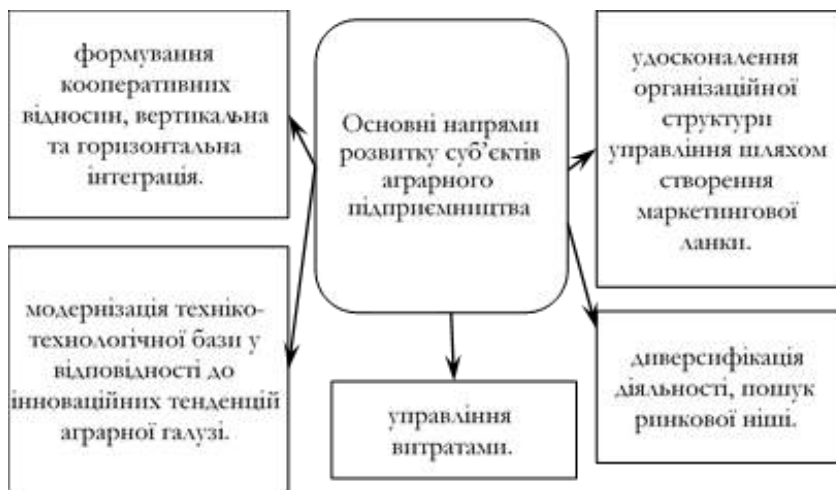 формування
кооперативних
відносин, вертикальна
та горизонтальна
інтеграція.
Основні напрями
розвитку суб’єктів
аграрного
підприємництва
удосконалення
організаційної
структури
управління шляхом
створення
маркетингової
ланки.
модернізація техніко-
технологічної бази у
відповідності до
інноваційних тенденцій
аграрної галузі.
управління
витратами.
диверсифікація
діяльності, пошук
ринкової ніші.